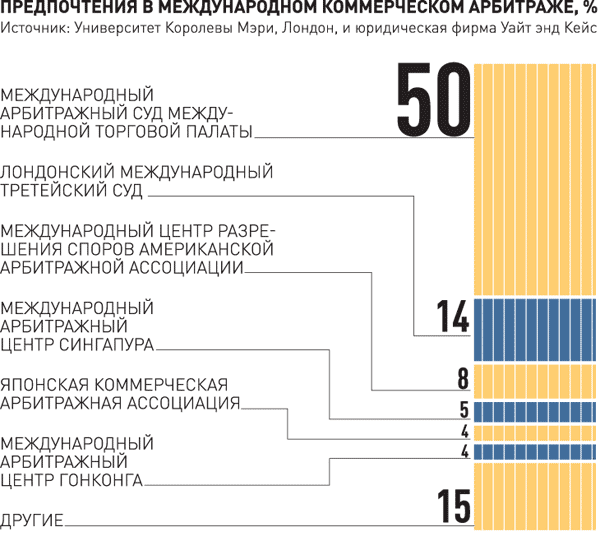 ПРЕДПОЧТЕНИЯ В МЕЖДУНАРОДНОМ КОММЕРЧЕСКОМ АРБИТРАЖЕ, %
Источник: Университет Королевы Мэри, Лондон, и юридическая фирма Уайт энд Кейс
МЕЖДУНАРОДНЫЙ
АРБИТРАЖНЫЙ СУД МЕЖДУ-
НАРОДНОЙ ТОРГОВОЙ ПАЛАТЫ
50
ЛОНДОНСКИЙ МЕЖДУНАРОДНЫЙ
ТРЕТЕЙСКИЙ СУД
14
МЕЖДУНАРОДНЫЙ ЦЕНТР РАЗРЕ-
ШЕНИЯ СПОРОВ АМЕРИКАНСКОЙ
АРБИТРАЖНОЙ АССОЦИАЦИИ
8
МЕЖДУНАРОДНЫЙ
АРБИТРАЖНЫЙ
ЦЕНТР СИНГАПУРА
5
ЯПОНСКАЯ КОММЕРЧЕСКАЯ
АРБИТРАЖНАЯ АССОЦИАЦИЯ
4
МЕЖДУНАРОДНЫЙ
АРБИТРАЖНЫЙ
ЦЕНТР ГОНКОНГА
4
ДРУГИЕ
15